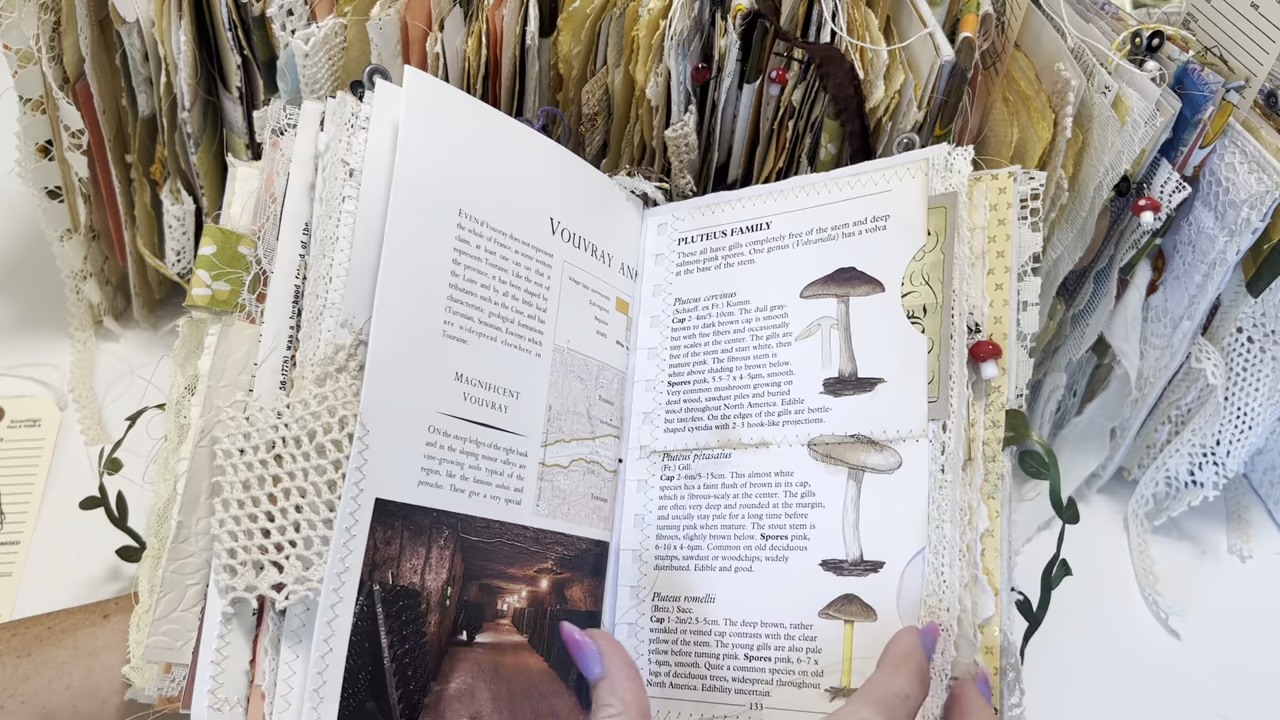 56-1778) was a boyhood friend of the
VOUVRAY AN
EVEN if Vouvray does not represent
the whole of France, as some writers
claim, at least one can say that it
represents Touraine. Like the rest of
the province, it has been shaped by
the Loire and by all the little local
tributaries such as the Cisse, and has
characteristic geological formations
(Turonian, Senonian, Eocene) which
are widespread elsewhere in
Touraine.
MAGNIFICENT
VOUVRAY
ON the steep ledges of the right bank
and in the sloping minor valleys are
vine-growing soils typical of the
region, like the famous aubuis and
perruches. These give a very special
PLUTEUS FAMILY
These all have gills completely free of the stem and deep
salmon-pink spores. One genus (Volvariella) has a volva
at the base of the stem.
Pluteus cervinus
(Schaeff. ex Fr.) Kumm.
Cap 2-4in/5-10cm. The dull gray-
brown to dark brown cap is smooth
but with fine fibers and occasionally
tiny scales at the center. The gills are
free of the stem and start white, then
mature pink. The fibrous stem is
white above shading to brown below.
Spores pink, 5.5-7 x 4-5µm, smooth.
Very common mushroom growing on
dead wood, sawdust piles and buried
wood throughout North America. Edible
but tasteless. On the edges of the gills are bottle-
shaped cystidia with 2-3 hook-like projections.
Pluteus petasatus
(Fr.) Gill.
Cap 2-6in/5-15cm. This almost white
species has a faint flush of brown in its cap,
which is fibrous-scaly at the center. The gills
are often very deep and rounded at the margin,
and usually stay pale for a long time before
turning pink when mature. The stout stem is
fibrous, slightly brown below. Spores pink,
6-10 x 4-6µm. Common on old deciduous
stumps, sawdust or woodchips; widely
distributed. Edible and good.
Pluteus romellii
(Britz.) Sacc.
Cap 1-2in/2.5-5cm. The deep brown, rather
wrinkled or veined cap contrasts with the clear
yellow of the stem. The young gills are also pale
yellow before turning pink. Spores pink, 6-7 x
5-6µm, smooth. Quite a common species on old
logs of deciduous trees, widespread throughout
North America. Edibility uncertain.
133